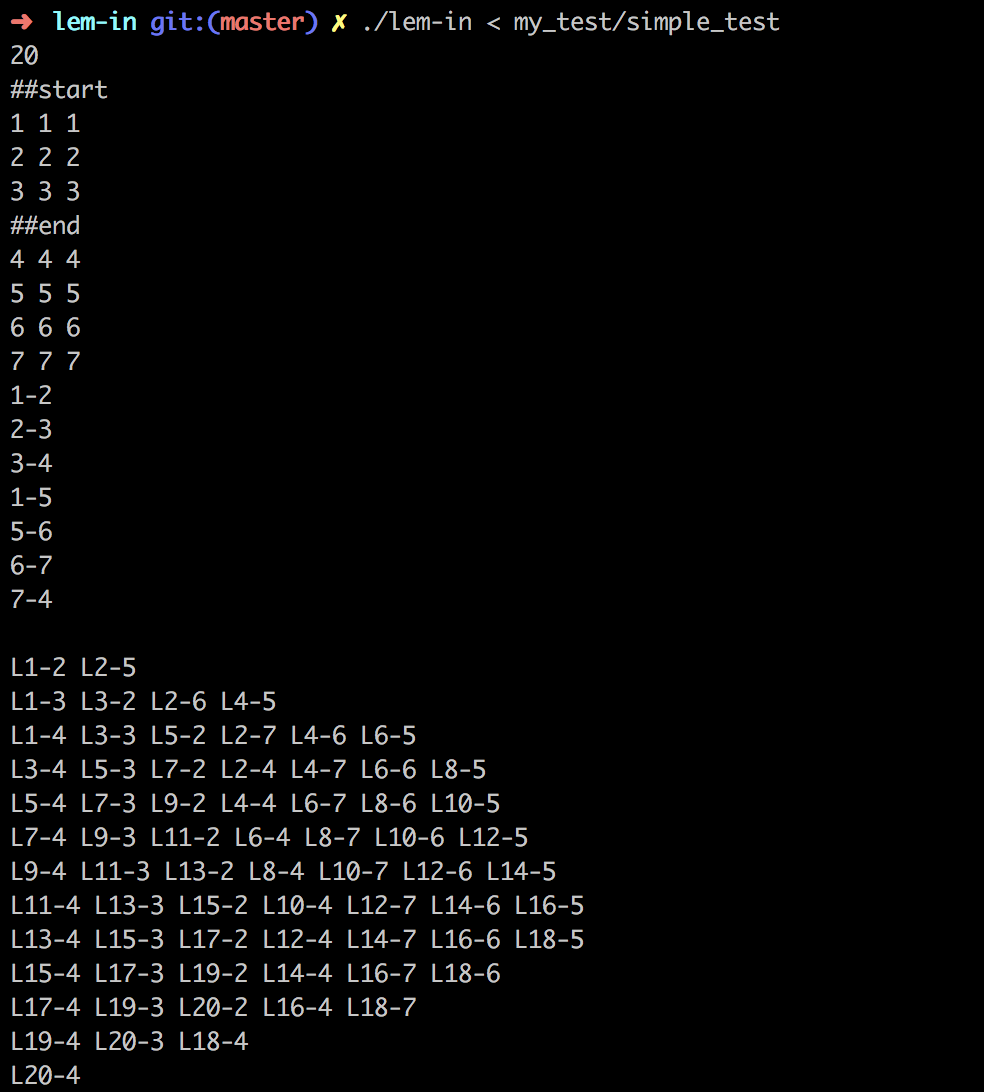 ➜ lem-in git:(master) ✗ ./lem-in < my_test/simple_test
20
##start
1 1 1
2 2 2
3 3 3
##end
4 4 4
5 5 5
6 6 6
7 7 7
1-2
2-3
3-4
1-5
5-6
6-7
7-4
L1-2 L2-5
L1-3 L3-2 L2-6 L4-5
L1-4 L3-3 L5-2 L2-7 L4-6 L6-5
L3-4 L5-3 L7-2 L2-4 L4-7 L6-6 L8-5
L5-4 L7-3 L9-2 L4-4 L6-7 L8-6 L10-5
L7-4 L9-3 L11-2 L6-4 L8-7 L10-6 L12-5
L9-4 L11-3 L13-2 L8-4 L10-7 L12-6 L14-5
L11-4 L13-3 L15-2 L10-4 L12-7 L14-6 L16-5
L13-4 L15-3 L17-2 L12-4 L14-7 L16-6 L18-5
L15-4 L17-3 L19-2 L14-4 L16-7 L18-6
L17-4 L19-3 L20-2 L16-4 L18-7
L19-4 L20-3 L18-4
L20-4